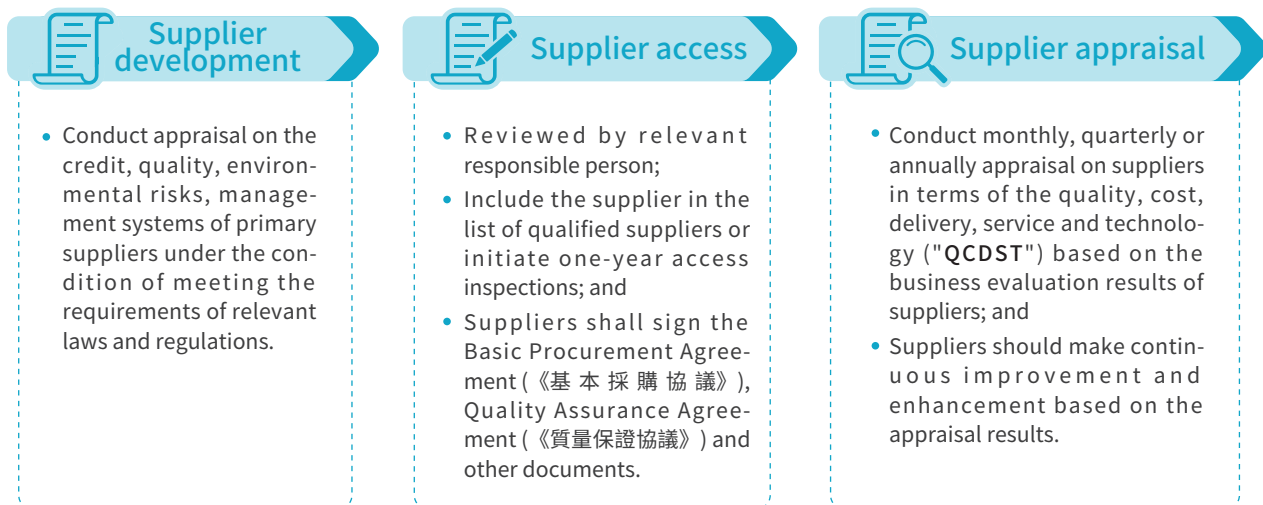 Supplier
development
• Conduct appraisal on the
credit, quality, environ-
mental risks, manage-
ment systems of primary
suppliers under the con-
dition of meeting the
requirements of relevant
laws and regulations.
Supplier access
• Reviewed by relevant
responsible person;
• Include the supplier in the
list of qualified suppliers or
initiate one-year access
inspections; and
• Suppliers shall sign the
Basic Procurement Agree-
ment (《基本採購協議》),
Quality Assurance Agree-
ment (《質量保證協議》) and
other documents.
Supplier appraisal
• Conduct monthly, quarterly or
annually appraisal on suppliers
in terms of the quality, cost,
delivery, service and technolo-
gy ("QCDST") based on the
business evaluation results of
suppliers; and
• Suppliers should make contin-
uous improvement and
enhancement based on the
appraisal results.